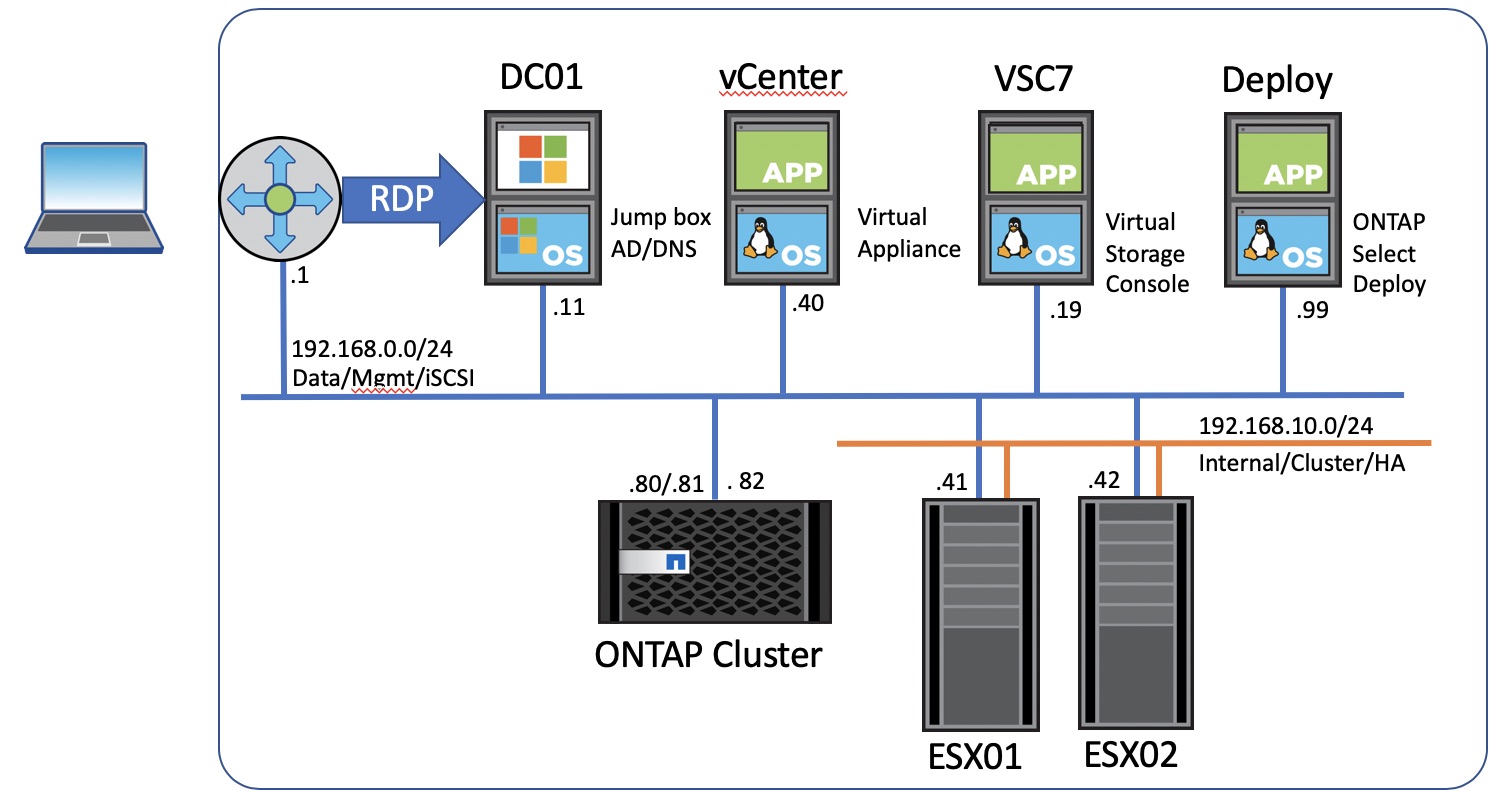 DC01
vCenter
VSC7
Deploy
RDP
APP
APP
APP
OS
OS
OS
OS
Jump box
AD/DNS
Virtual
Appliance
Virtual
Storage
Console
ONTAP
Select
Deploy
.1
.11
.40
.19
.99
192.168.0.0/24
Data/Mgmt/iSCSI
192.168.10.0/24
Internal/Cluster/HA
.80/.81
. 82
.41
.42
ONTAP Cluster
ESX01
ESX02